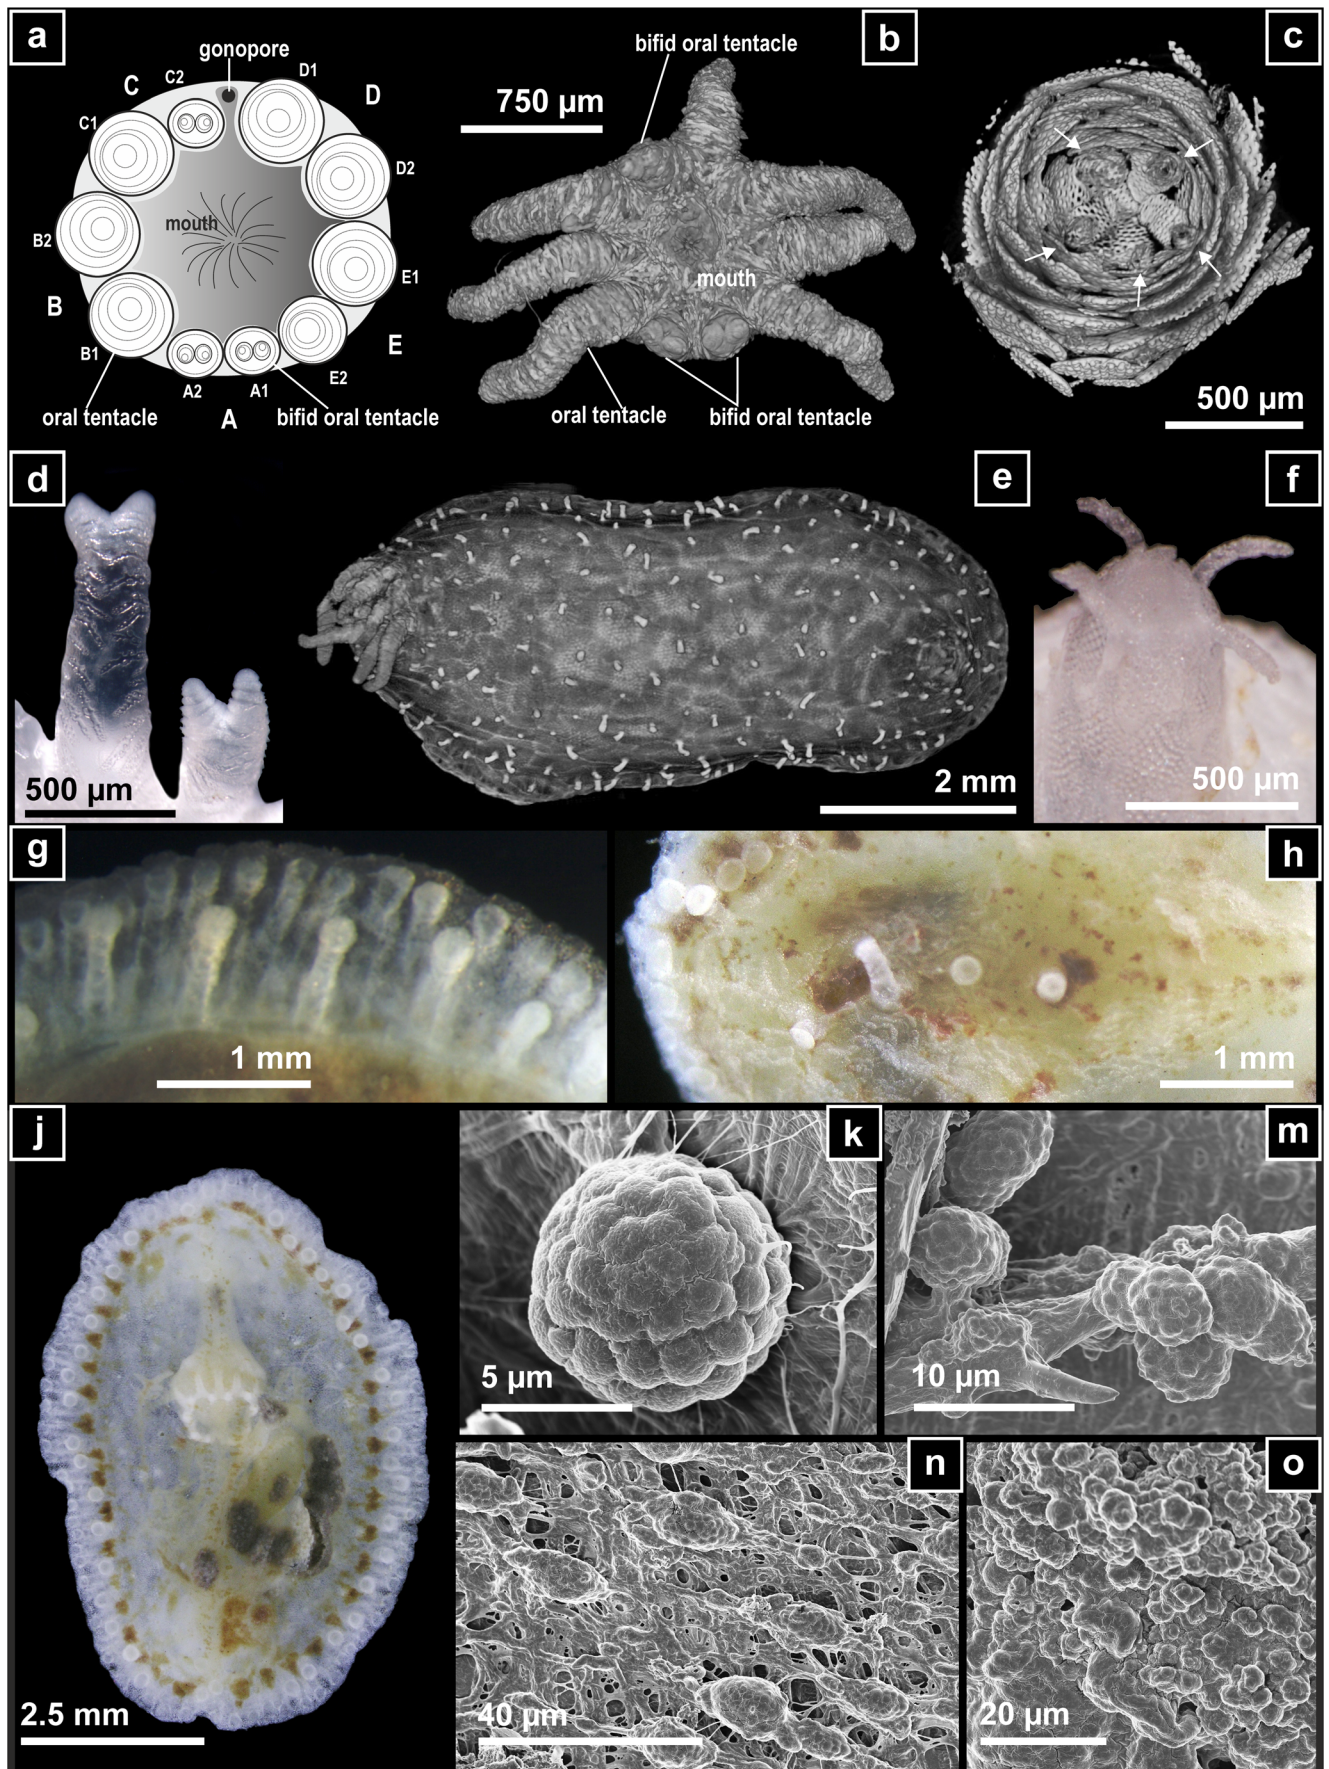 a
gonopore
C2
D1
C
D
C1
D2
mouth
B2
E1
B
E
B1
A2
A1
E2
oral tentacle
A
bifid oral tentacle
b
bifid oral tentacle
750 µm
mouth
oral tentacle
bifid oral tentacle
c
500 µm
d
500 µm
e
2 mm
f
500 µm
g
1 mm
h
1 mm
j
2.5 mm
k
5 µm
m
10 µm
n
40 µm
o
20 µm